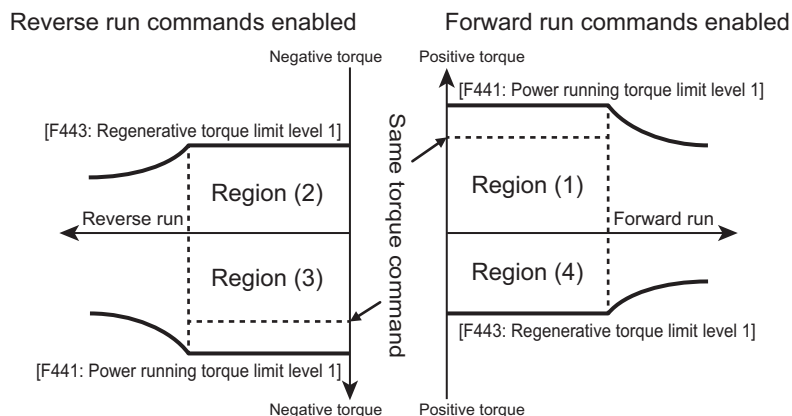 Reverse run commands enabled
Forward run commands enabled
Negative torque
Positive torque
[F441: Power running torque limit level 1]
[F443: Regenerative torque limit level 1]
Same torque command
Region (2)
Region (1)
Reverse run
Forward run
Region (3)
Region (4)
[F443: Regenerative torque limit level 1]
[F441: Power running torque limit level 1]
Negative torque
Positive torque